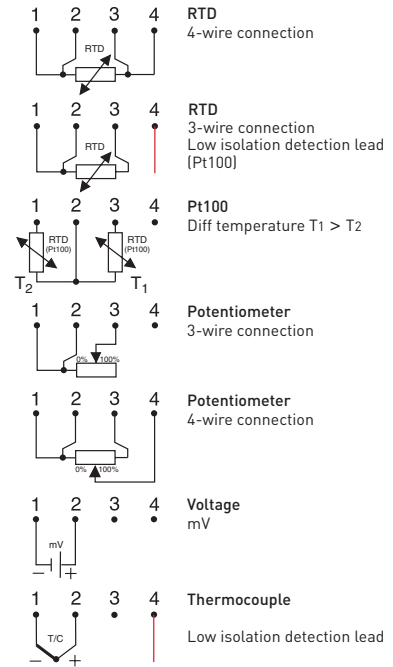 1 2 3 4
RTD
RTD
4-wire connection
1 2 3 4
RTD
RTD
3-wire connection
Low isolation detection lead
(Pt100)
1 2 3 4
RTD
(Pt100)
RTD
(Pt100)
T2
T1
Pt100
Diff temperature T1 > T2
1 2 3 4
0% 100%
Potentiometer
3-wire connection
1 2 3 4
0% 100%
Potentiometer
4-wire connection
1 2 3 4
mV
− +
Voltage
mV
1 2 3 4
T/C
− +
Thermocouple
Low isolation detection lead